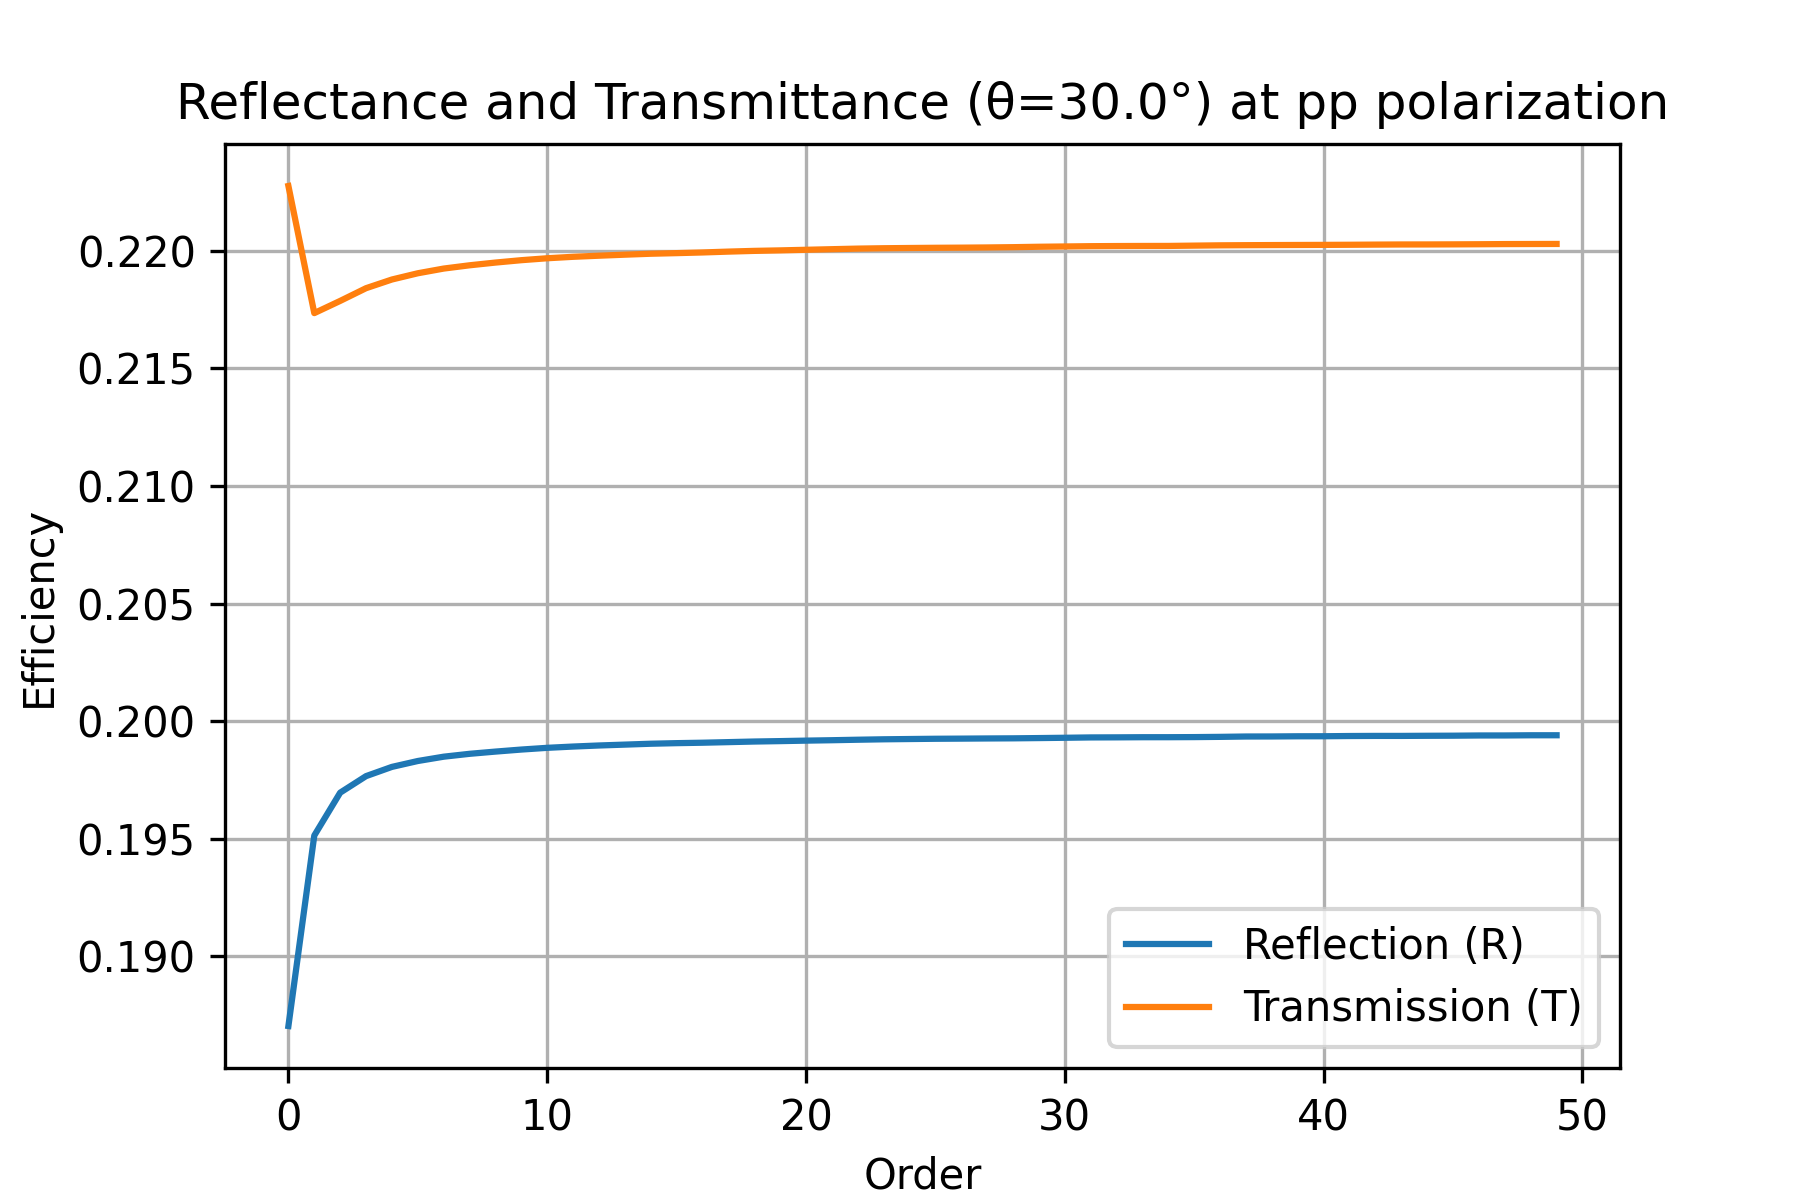 Reflectance and Transmittance (θ=30.0°) at pp polarization
Efficiency
0.220
0.215
0.210
0.205
0.200
0.195
0.190
Reflection (R)
Transmission (T)
0 10 20 30 40 50
Order